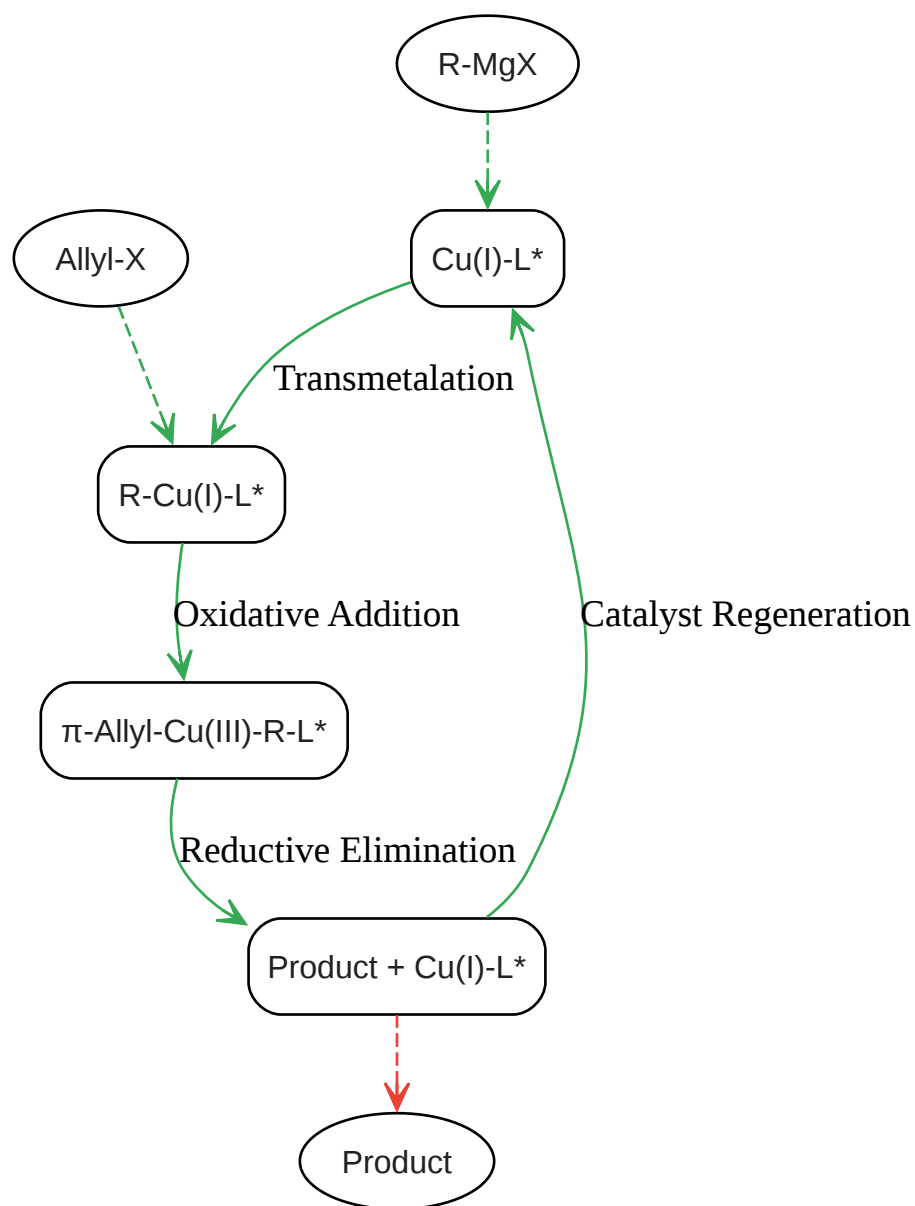 R-MgX
Allyl-X
Cu(I)-L*
Transmetalation
R-Cu(I)-L*
Oxidative Addition
Catalyst Regeneration
π-Allyl-Cu(III)-R-L*
Reductive Elimination
Product + Cu(I)-L*
Product